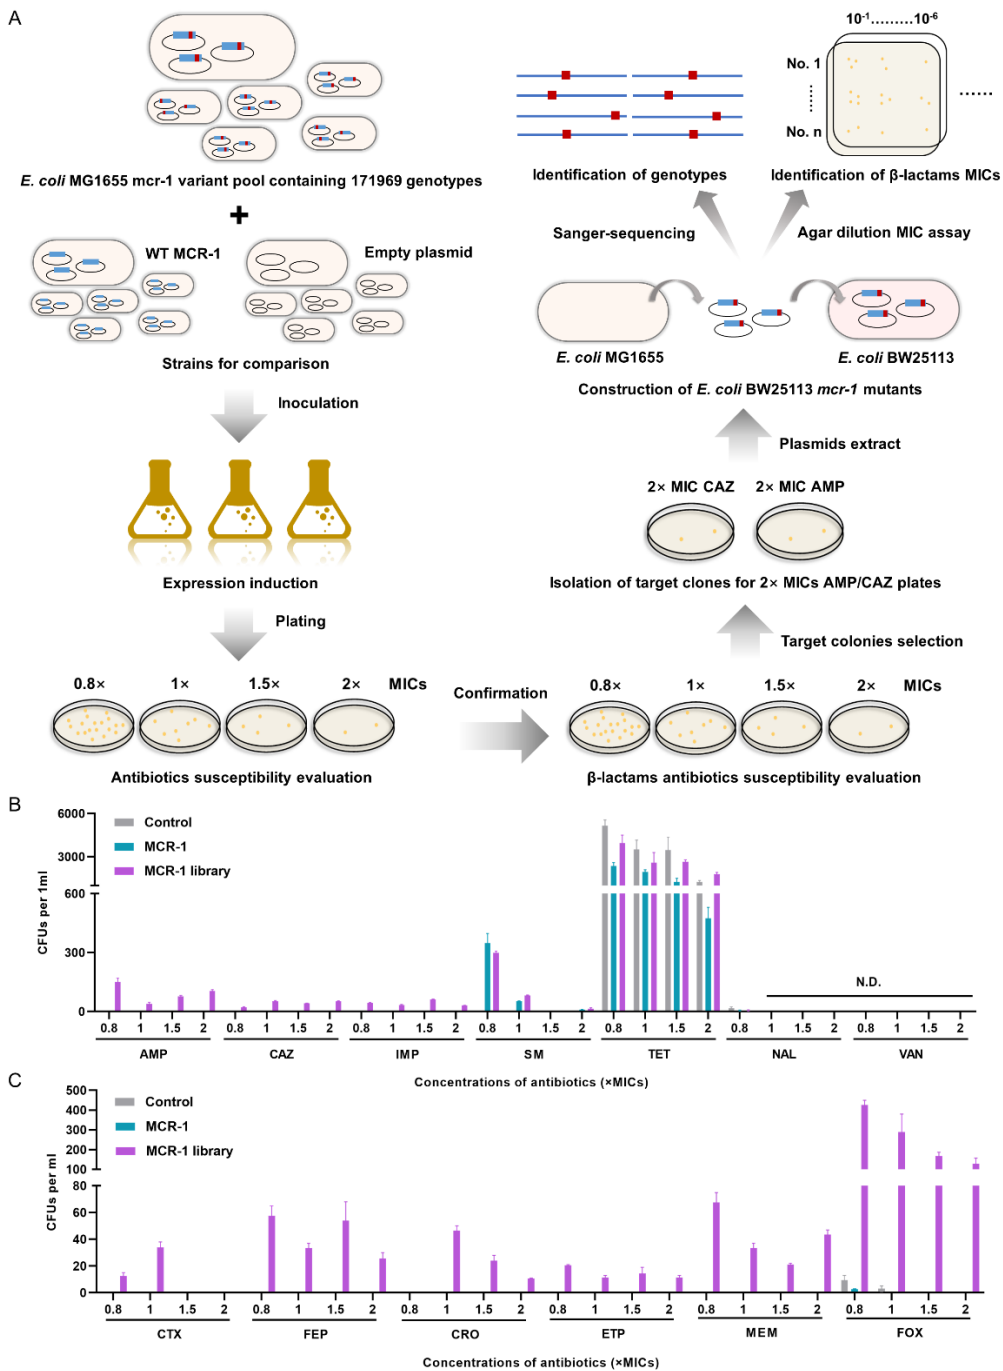 A
E. coli MG1655 mcr-1 variant pool containing 171969 genotypes
+
WT MCR-1
Empty plasmid
Strains for comparison
Inoculation
Expression induction
Plating
0.8× 1× 1.5× 2× MICs
Antibiotics susceptibility evaluation
Confirmation
0.8× 1× 1.5× 2× MICs
β-lactams antibiotics susceptibility evaluation
Target colonies selection
Isolation of target clones for 2× MICs AMP/CAZ plates
2× MIC CAZ 2× MIC AMP
Plasmids extract
Construction of E. coli BW25113 mcr-1 mutants
E. coli MG1655
E. coli BW25113
Sanger-sequencing
Agar dilution MIC assay
Identification of genotypes
Identification of β-lactams MICs
10-1.........10-6
No. 1
No. n
B
Control
MCR-1
MCR-1 library
CFUs per 1ml
6000
3000
600
300
0
N.D.
0.8 1 1.5 2 0.8 1 1.5 2 0.8 1 1.5 2 0.8 1 1.5 2 0.8 1 1.5 2 0.8 1 1.5 2 0.8 1 1.5 2
AMP CAZ IMP SM TET NAL VAN
Concentrations of antibiotics (×MICs)
C
Control
MCR-1
MCR-1 library
CFUs per ml
500
400
300
200
100
80
60
40
20
0
0.8 1 1.5 2 0.8 1 1.5 2 0.8 1 1.5 2 0.8 1 1.5 2 0.8 1 1.5 2 0.8 1 1.5 2
CTX FEP CRO ETP MEM FOX
Concentrations of antibiotics (×MICs)